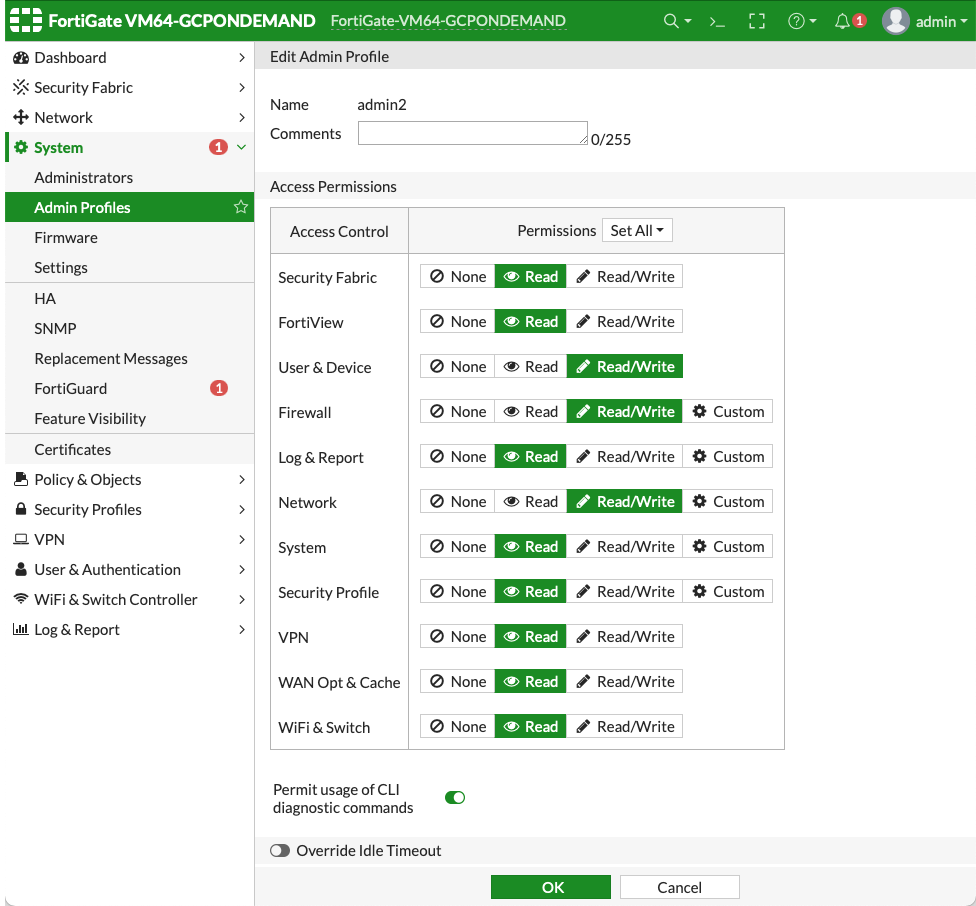 FortiGate VM64-GCPONDEMAND FortiGate-VM64-GCPONDEMAND >_ ? 1 admin
Dashboard
Security Fabric
Network
System 1
Administrators
Admin Profiles
Firmware
Settings
HA
SNMP
Replacement Messages
FortiGuard 1
Feature Visibility
Certificates
Policy & Objects
Security Profiles
VPN
User & Authentication
WiFi & Switch Controller
Log & Report
Edit Admin Profile
Name admin2
Comments 0/255
Access Permissions
Access Control Permissions Set All
Security Fabric None Read Read/Write
FortiView None Read Read/Write
User & Device None Read Read/Write
Firewall None Read Read/Write Custom
Log & Report None Read Read/Write Custom
Network None Read Read/Write Custom
System None Read Read/Write Custom
Security Profile None Read Read/Write Custom
VPN None Read Read/Write
WAN Opt & Cache None Read Read/Write
WiFi & Switch None Read Read/Write
Permit usage of CLI
diagnostic commands
Override Idle Timeout
OK Cancel